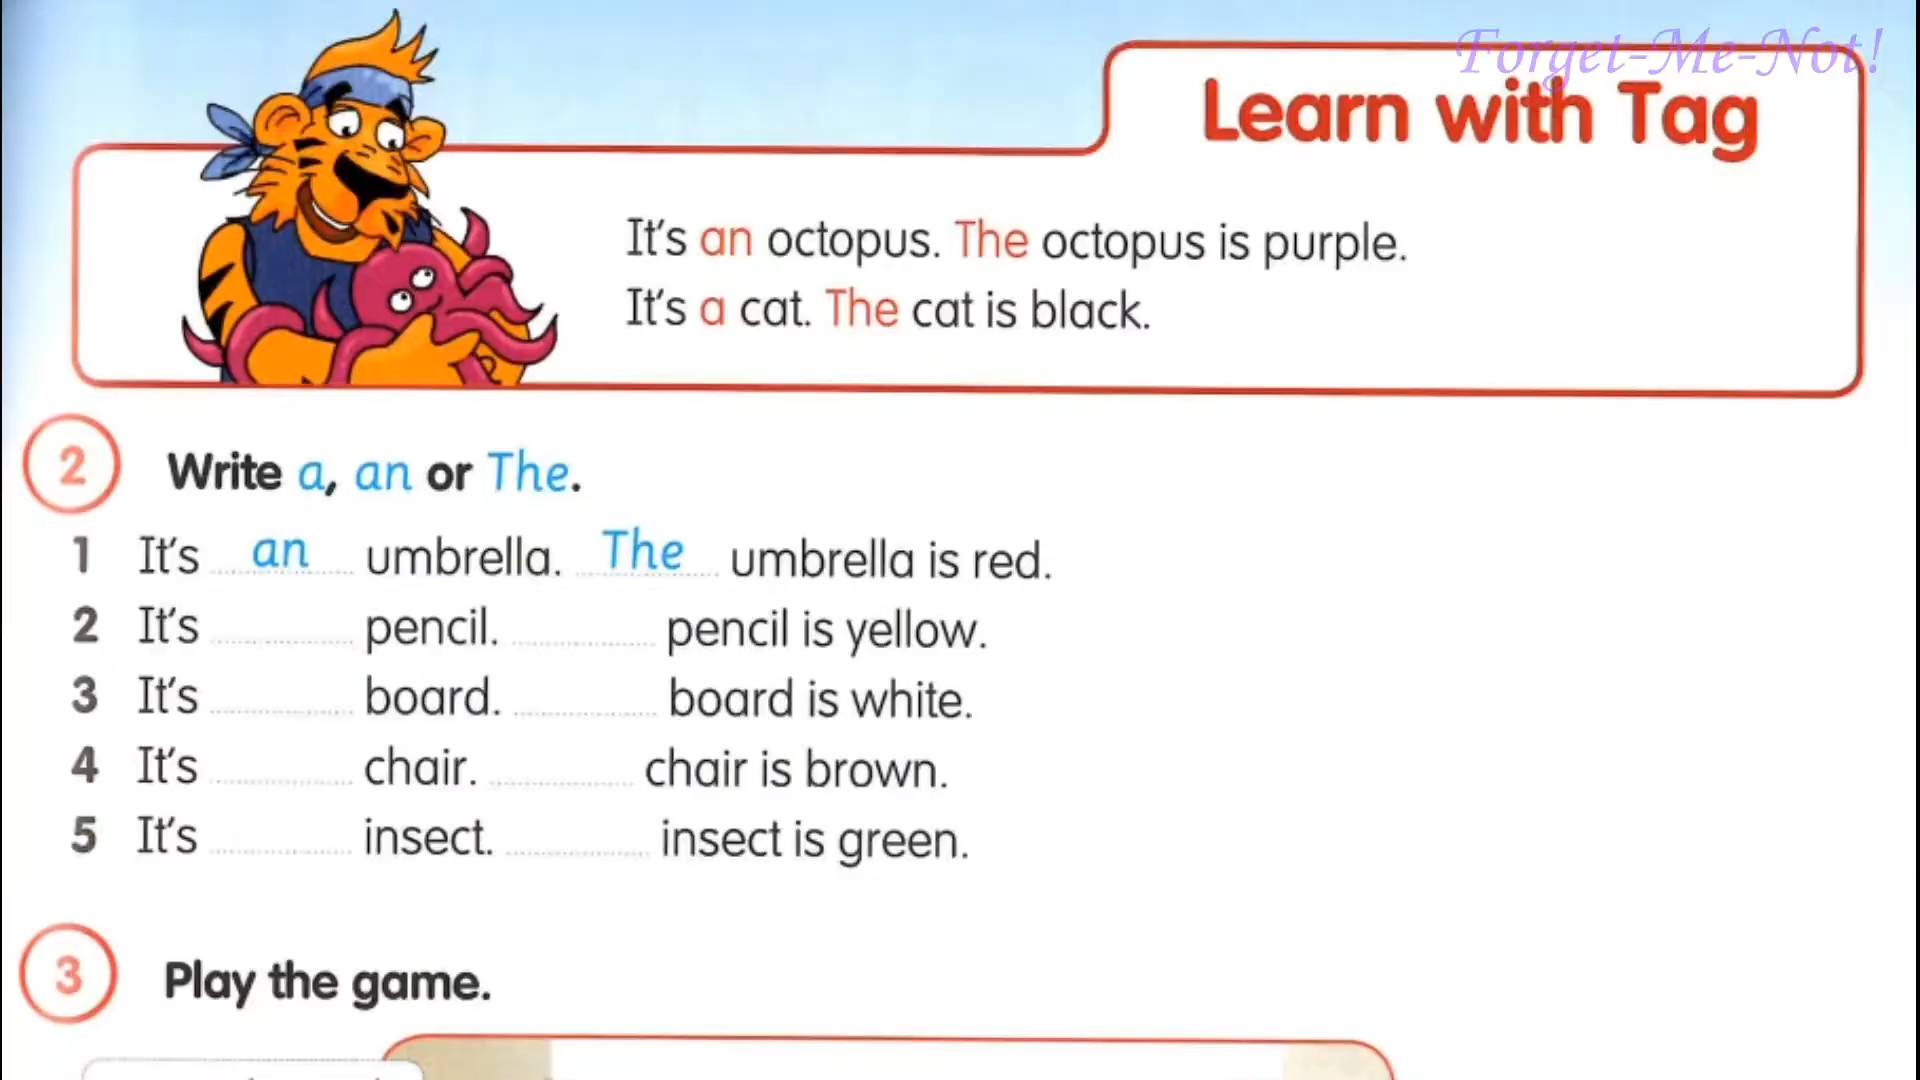 Forget-Me-Not!
Learn with Tag
It's an octopus. The octopus is purple.
It's a cat. The cat is black.
2 Write a, an or The.
1 It's an umbrella. The umbrella is red.
2 It's pencil. pencil is yellow.
3 It's board. board is white.
4 It's chair. chair is brown.
5 It's insect. insect is green.
3 Play the game.